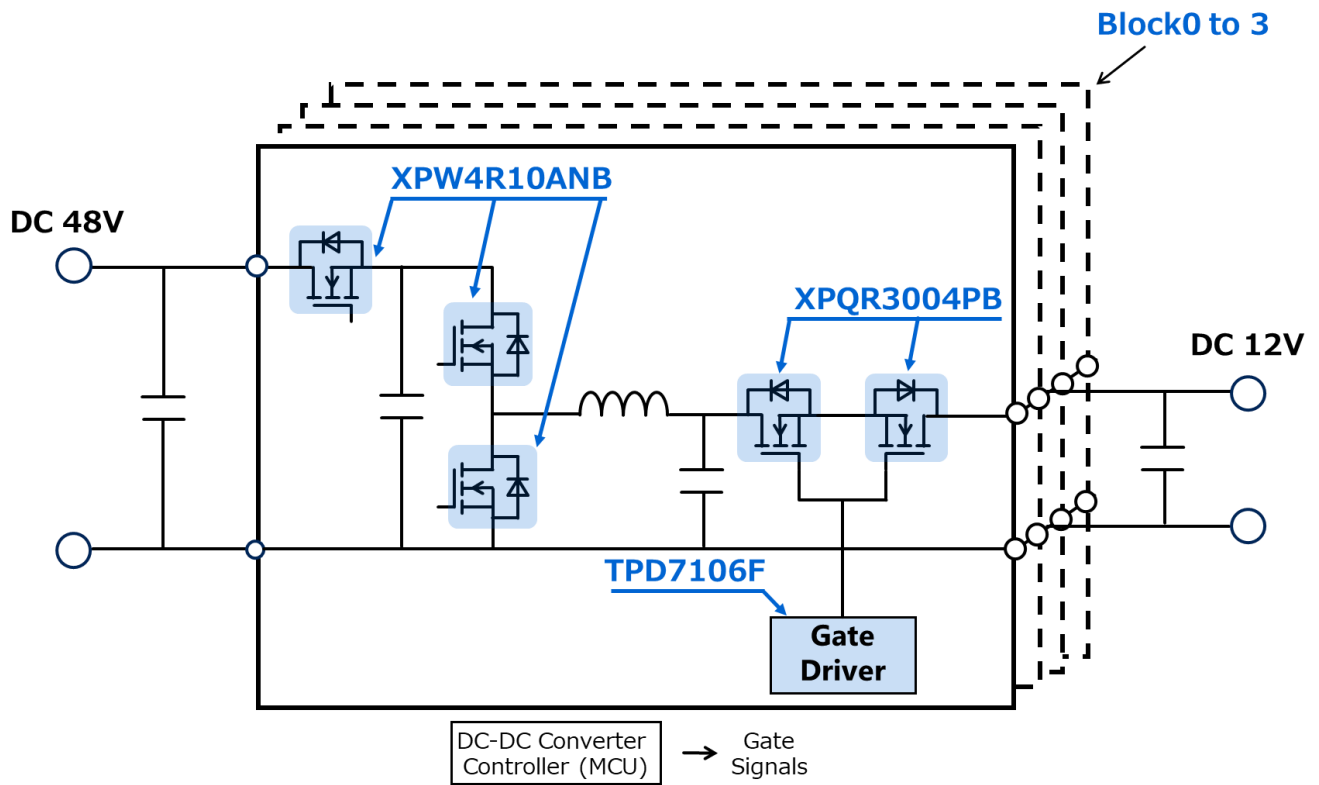 Block0 to 3
XPW4R10ANB
DC 48V
XPQR3004PB
DC 12V
TPD7106F
Gate
Driver
DC-DC Converter
Controller (MCU)
Gate
Signals